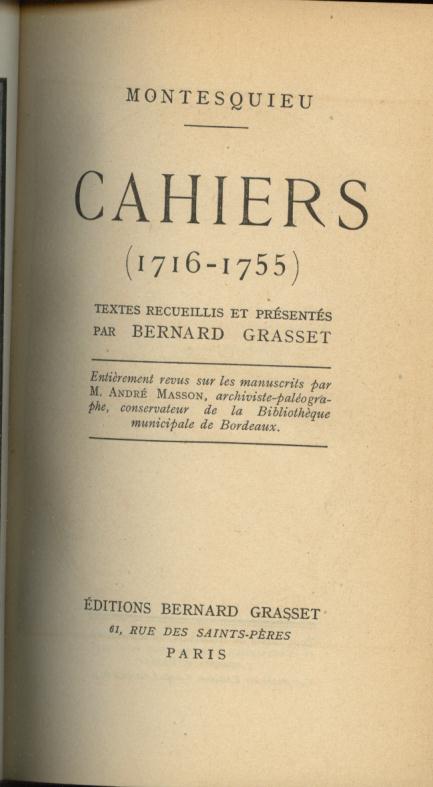 MONTESQUIEU
CAHIERS
(1716-1755)
TEXTES RECUEILLIS ET PRÉSENTÉS
PAR BERNARD GRASSET
Entièrement revus sur les manuscrits par
M. ANDRÉ MASSON, archiviste-paléogra-
phe, conservateur de la Bibliothèque
municipale de Bordeaux.
ÉDITIONS BERNARD GRASSET
61, RUE DES SAINTS-PÈRES
PARIS